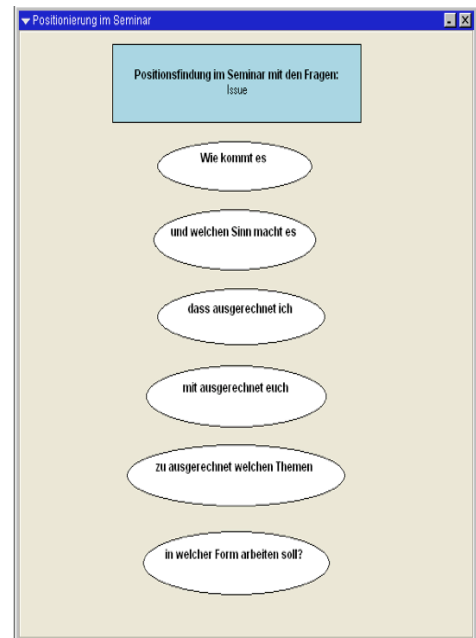 Positionierung im Seminar
Positionsfindung im Seminar mit den Fragen:
Issue
Wie kommt es
und welchen Sinn macht es
dass ausgerechnet ich
mit ausgerechnet euch
zu ausgerechnet welchen Themen
in welcher Form arbeiten soll?